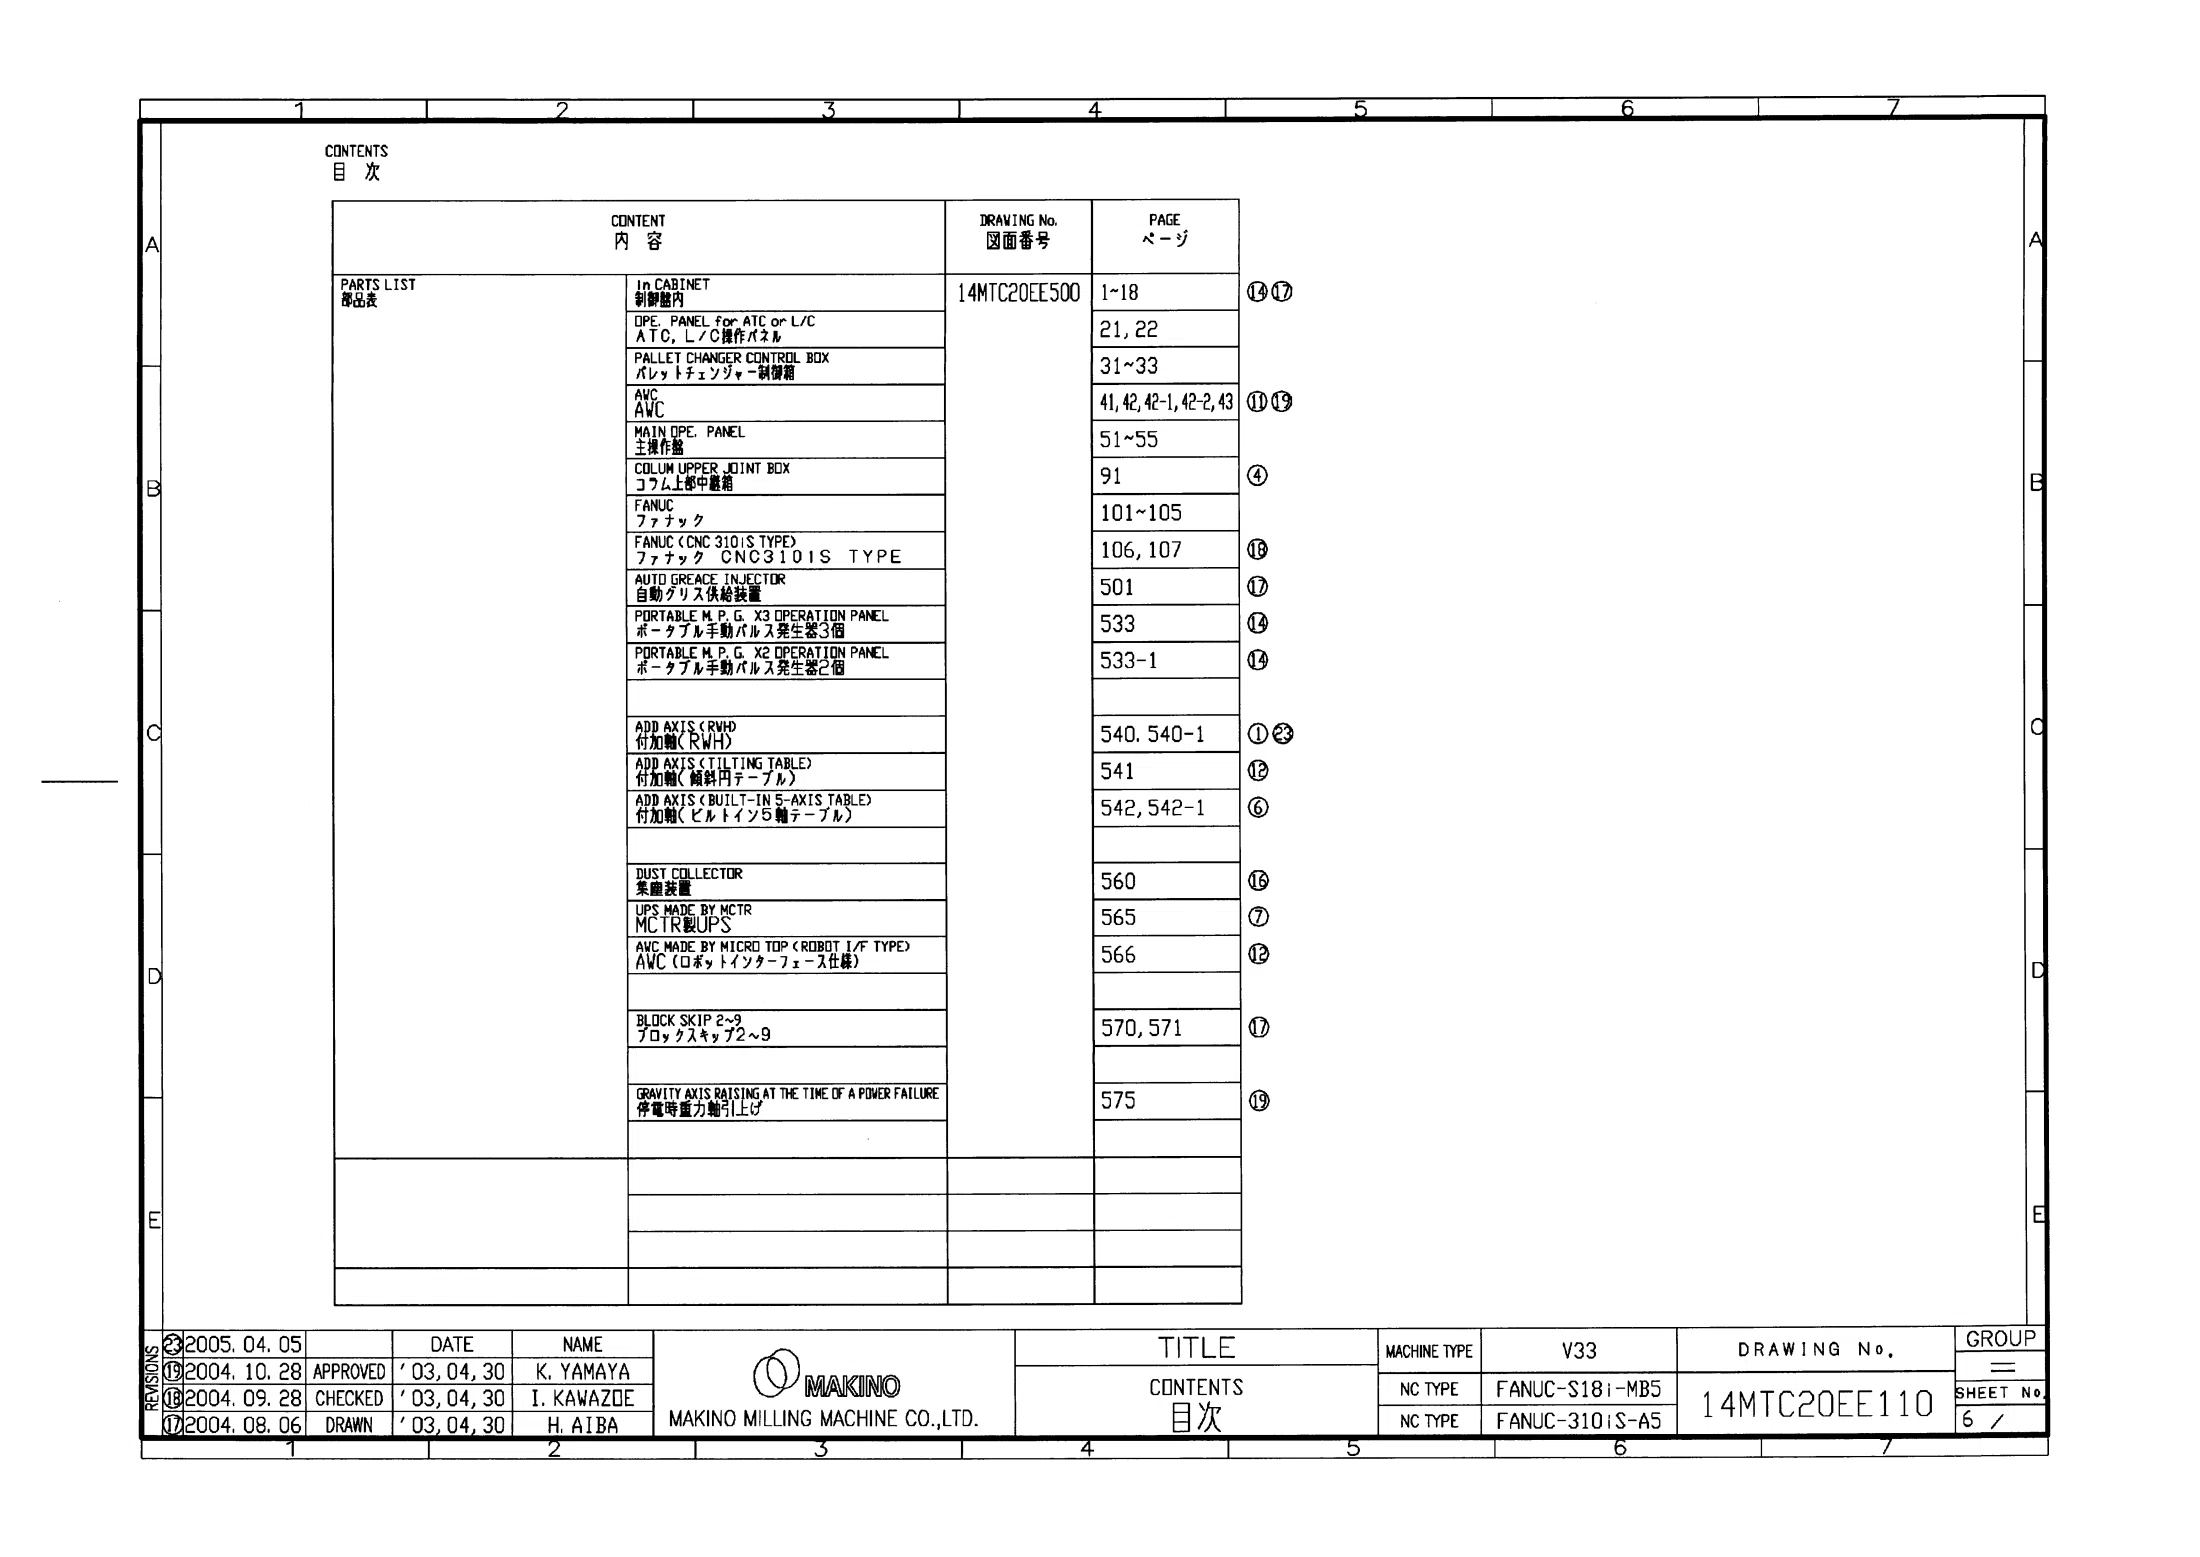 1 2 3 4 5 6 7
CONTENTS
目 次
CONTENT
内 容
DRAWING No.
図面番号
PAGE
ページ
PARTS LIST
部品表
In CABINET
制御盤内
14MTC20EE500
1~18 ⑭⑰
OPE. PANEL for ATC or L/C
ATC, L/C操作パネル
21, 22
PALLET CHANGER CONTROL BOX
パレットチェンジャー制御箱
31~33
AWC
AWC
41, 42, 42-1, 42-2, 43 ⑪⑲
MAIN OPE. PANEL
主操作盤
51~55
COLUM UPPER JOINT BOX
コラム上部中継箱
91 ④
FANUC
ファナック
101~105
FANUC (CNC 310iS TYPE)
ファナック CNC310iS TYPE
106, 107 ⑱
AUTO GREACE INJECTOR
自動グリス供給装置
501 ⑰
PORTABLE M. P. G. X3 OPERATION PANEL
ポータブル手動パルス発生器3個
533 ⑭
PORTABLE M. P. G. X2 OPERATION PANEL
ポータブル手動パルス発生器2個
533-1 ⑭
ADD AXIS (RWH)
付加軸(RWH)
540. 540-1 ①㉓
ADD AXIS (TILTING TABLE)
付加軸(傾斜円テーブル)
541 ⑫
ADD AXIS (BUILT-IN 5-AXIS TABLE)
付加軸(ビルトイン5軸テーブル)
542, 542-1 ⑥
DUST COLLECTOR
集塵装置
560 ⑯
UPS MADE BY MCTR
MCTR製UPS
565 ⑦
AWC MADE BY MICRO TOP (ROBOT I/F TYPE)
AWC (ロボットインターフェース仕様)
566 ⑫
BLOCK SKIP 2~9
ブロックスキップ2~9
570, 571 ⑰
GRAVITY AXIS RAISING AT THE TIME OF A POWER FAILURE
停電時重力軸引上げ
575 ⑲
A A
B B
C C
D D
E E
REVISIONS
㉓ 2005. 04. 05 DATE NAME
⑲ 2004. 10. 28 APPROVED '03, 04, 30 K. YAMAYA
⑱ 2004. 09. 28 CHECKED '03, 04, 30 I. KAWAZOE
⑰ 2004. 08. 06 DRAWN '03, 04, 30 H. AIBA
MAKINO
MAKINO MILLING MACHINE CO.,LTD.
TITLE
CONTENTS
目次
MACHINE TYPE V33
NC TYPE FANUC-S18i-MB5
NC TYPE FANUC-310iS-A5
DRAWING No.
14MTC20EE110
GROUP
=
SHEET No.
6 /
1 2 3 4 5 6 7